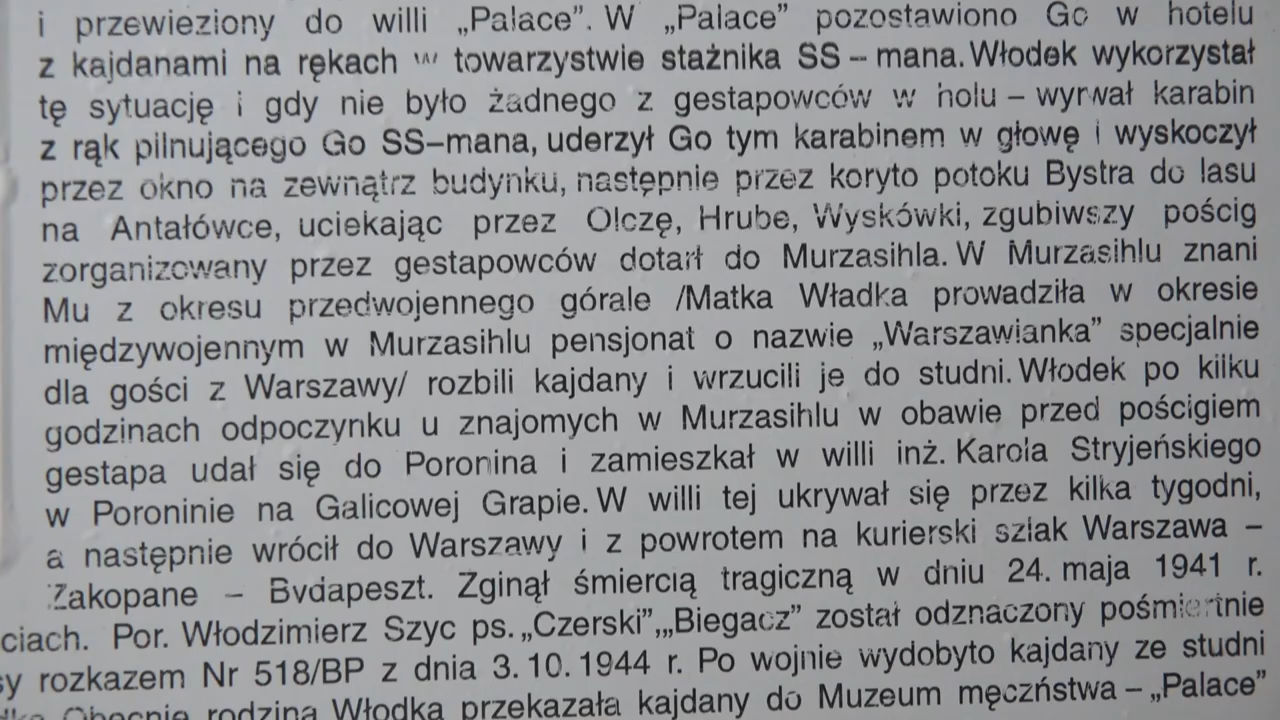 i przewieziony do willi „Palace”. W „Palace” pozostawiono Go w hotelu
z kajdanami na rękach w towarzystwie stażnika SS – mana. Włodek wykorzystał
tę sytuację i gdy nie było żadnego z gestapowców w holu – wyrwał karabin
z rąk pilnującego Go SS–mana, uderzył Go tym karabinem w głowę i wyskoczył
przez okno na zewnątrz budynku, następnie przez koryto potoku Bystra do lasu
na Antałówce, uciekając przez Olczę, Hrube, Wyskówki, zgubiwszy pościg
zorganizowany przez gestapowców dotarł do Murzasihla. W Murzasihlu znani
Mu z okresu przedwojennego górale /Matka Władka prowadziła w okresie
międzywojennym w Murzasihlu pensjonat o nazwie „Warszawianka” specjalnie
dla gości z Warszawy/ rozbili kajdany i wrzucili je do studni. Włodek po kilku
godzinach odpoczynku u znajomych w Murzasihlu w obawie przed pościgiem
gestapa udał się do Poronina i zamieszkał w willi inż. Karola Stryjeńskiego
w Poroninie na Galicowej Grapie. W willi tej ukrywał się przez kilka tygodni,
a następnie wrócił do Warszawy i z powrotem na kurierski szlak Warszawa –
Zakopane – Budapeszt. Zginął śmiercią tragiczną w dniu 24. maja 1941 r.
ciach. Por. Włodzimierz Szyc ps. „Czerski”, „Biegacz” został odznaczony pośmiertnie
sy rozkazem Nr 518/BP z dnia 3. 10. 1944 r. Po wojnie wydobyto kajdany ze studni
Obecnie rodzina Włodka przekazała kajdany do Muzeum męczństwa – „Palace”